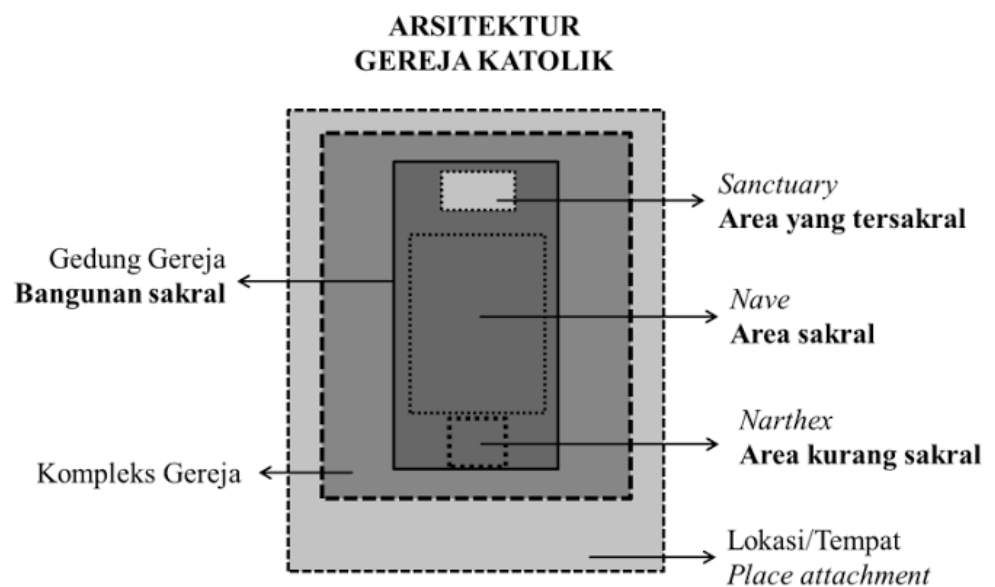 ARSITEKTUR
GEREJA KATOLIK
Sanctuary
Area yang tersakral
Gedung Gereja
Bangunan sakral
Nave
Area sakral
Narthex
Area kurang sakral
Kompleks Gereja
Lokasi/Tempat
Place attachment